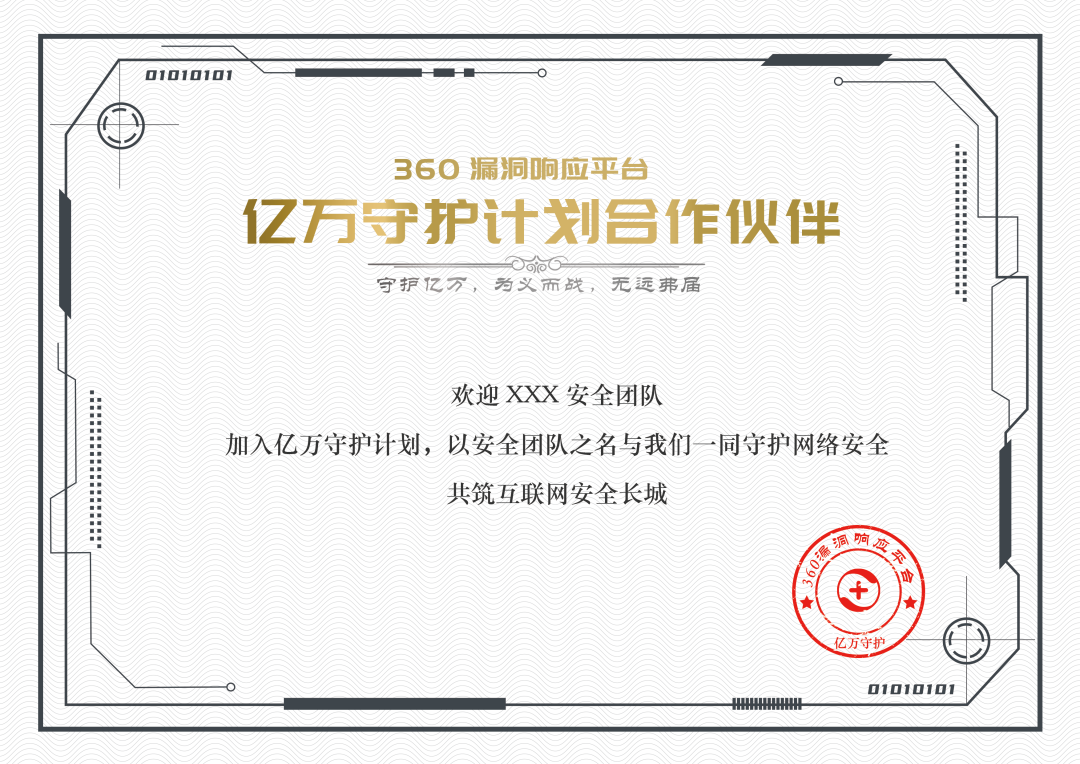 01010101
360 漏洞响应平台
亿万守护计划合作伙伴
守护亿万，为义而战，无远弗届
欢迎 XXX 安全团队
加入亿万守护计划，以安全团队之名与我们一同守护网络安全
共筑互联网安全长城
360漏洞响应平台
亿万守护
01010101